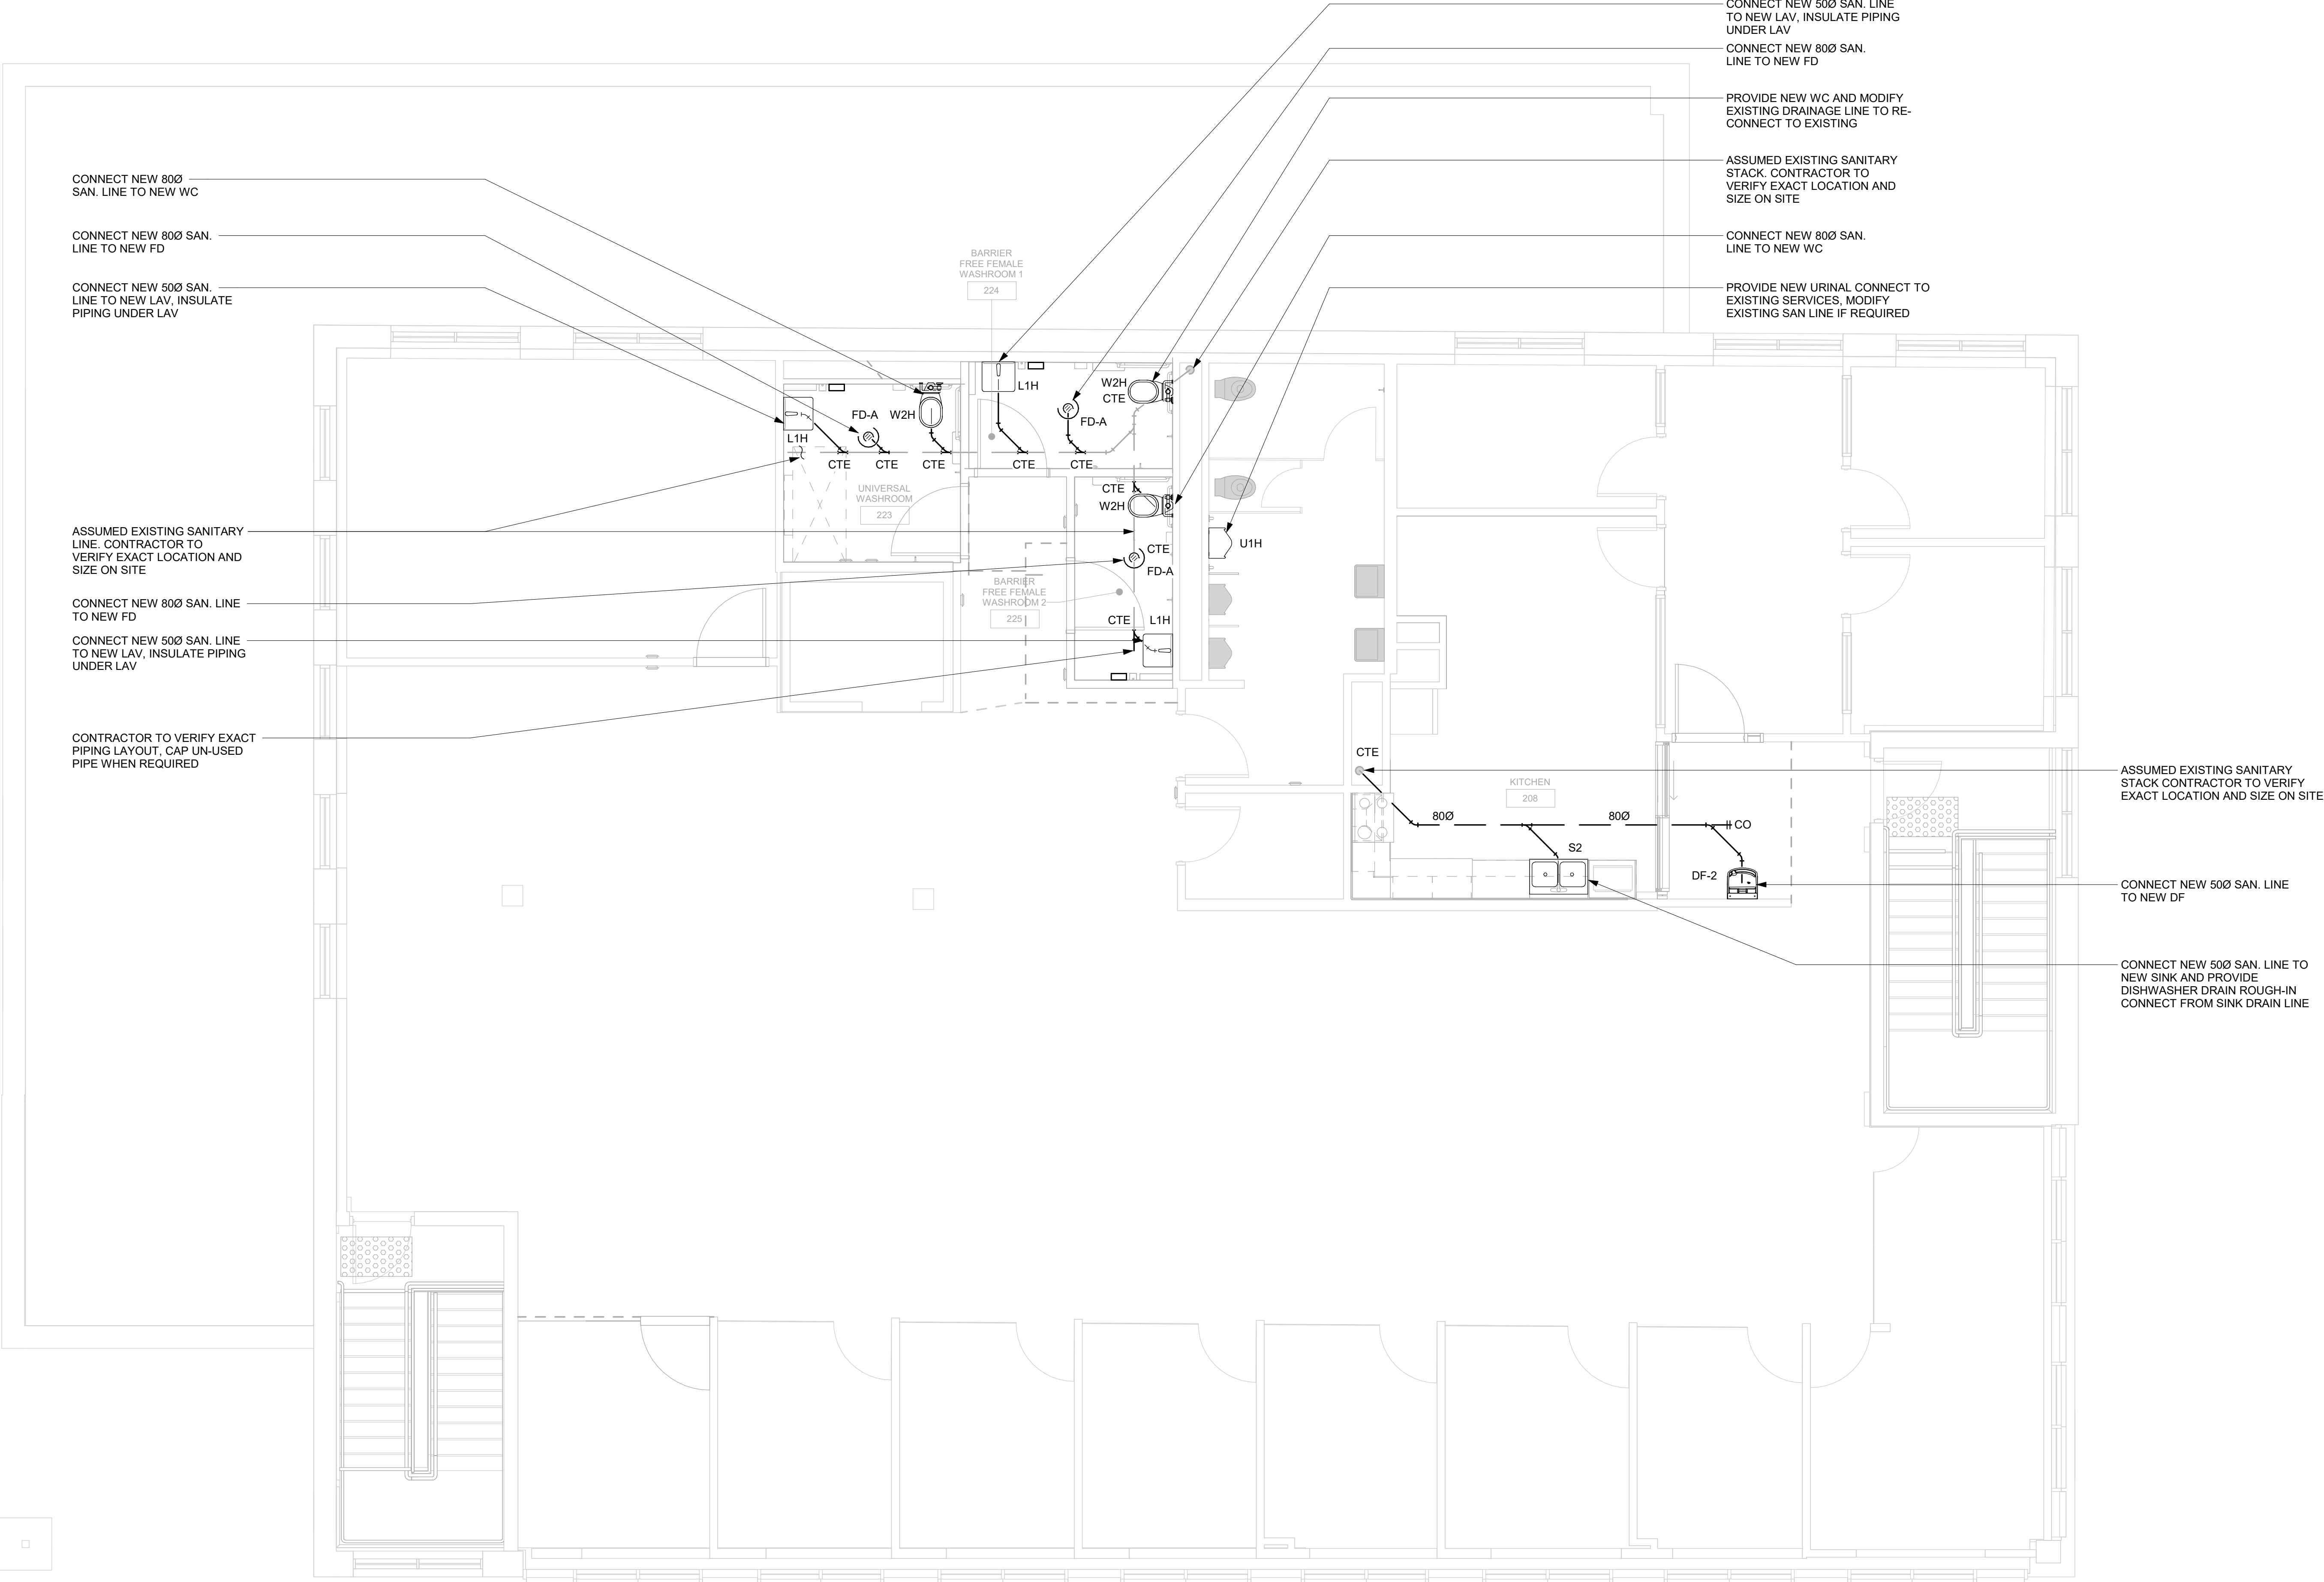 CONNECT NEW 50Ø SAN. LINE
TO NEW LAV, INSULATE PIPING
UNDER LAV
CONNECT NEW 80Ø SAN.
LINE TO NEW FD
PROVIDE NEW WC AND MODIFY
EXISTING DRAINAGE LINE TO RE-
CONNECT TO EXISTING
ASSUMED EXISTING SANITARY
STACK. CONTRACTOR TO
VERIFY EXACT LOCATION AND
SIZE ON SITE
CONNECT NEW 80Ø SAN.
LINE TO NEW WC
PROVIDE NEW URINAL CONNECT TO
EXISTING SERVICES, MODIFY
EXISTING SAN LINE IF REQUIRED
CONNECT NEW 80Ø
SAN. LINE TO NEW WC
CONNECT NEW 80Ø SAN.
LINE TO NEW FD
CONNECT NEW 50Ø SAN.
LINE TO NEW LAV, INSULATE
PIPING UNDER LAV
ASSUMED EXISTING SANITARY
LINE. CONTRACTOR TO
VERIFY EXACT LOCATION AND
SIZE ON SITE
CONNECT NEW 80Ø SAN. LINE
TO NEW FD
CONNECT NEW 50Ø SAN. LINE
TO NEW LAV, INSULATE PIPING
UNDER LAV
CONTRACTOR TO VERIFY EXACT
PIPING LAYOUT, CAP UN-USED
PIPE WHEN REQUIRED
BARRIER
FREE FEMALE
WASHROOM 1
224
L1H
W2H
CTE
FD-A
FD-A
W2H
L1H
CTE
CTE
CTE
CTE
CTE
UNIVERSAL
WASHROOM
223
CTE
W2H
CTE
FD-A
U1H
BARRIER
FREE FEMALE
WASHROOM 2
225
CTE
L1H
CTE
KITCHEN
208
80Ø
80Ø
CO
S2
DF-2
ASSUMED EXISTING SANITARY
STACK CONTRACTOR TO VERIFY
EXACT LOCATION AND SIZE ON SITE
CONNECT NEW 50Ø SAN. LINE
TO NEW DF
CONNECT NEW 50Ø SAN. LINE TO
NEW SINK AND PROVIDE
DISHWASHER DRAIN ROUGH-IN
CONNECT FROM SINK DRAIN LINE